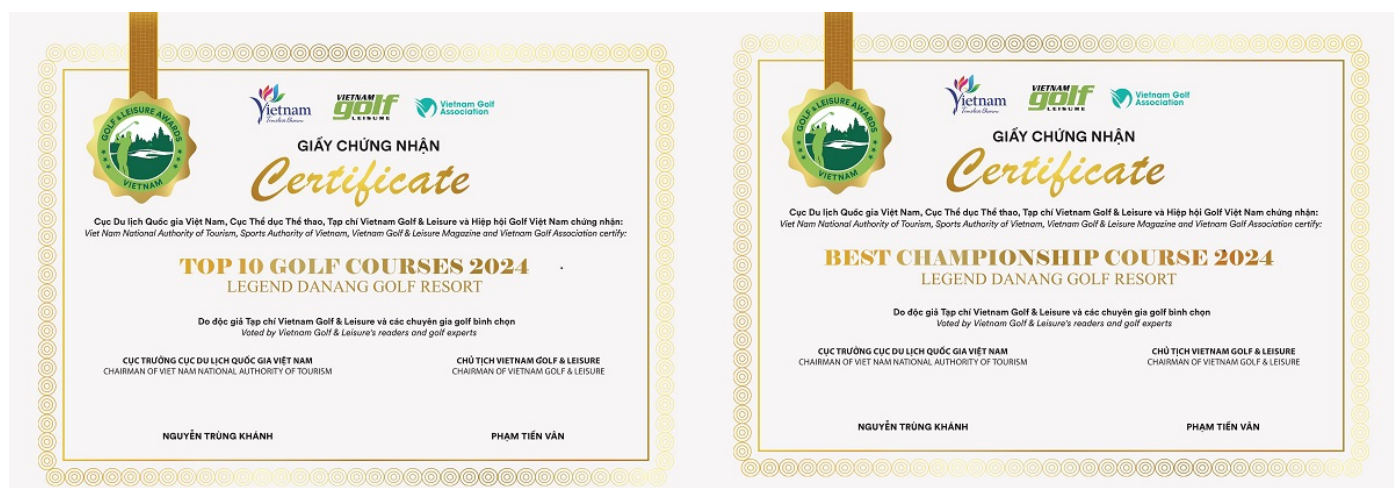 GOLF & LEISURE AWARDS
VIETNAM
Vietnam
Timeless Charm
VIETNAM
golf
LEISURE
Vietnam Golf
Association
GIẤY CHỨNG NHẬN
Certificate
Cục Du lịch Quốc gia Việt Nam, Cục Thể dục Thể thao, Tạp chí Vietnam Golf & Leisure và Hiệp hội Golf Việt Nam chứng nhận:
Viet Nam National Authority of Tourism, Sports Authority of Vietnam, Vietnam Golf & Leisure Magazine and Vietnam Golf Association certify:
TOP 10 GOLF COURSES 2024
LEGEND DANANG GOLF RESORT
Do độc giả Tạp chí Vietnam Golf & Leisure và các chuyên gia golf bình chọn
Voted by Vietnam Golf & Leisure's readers and golf experts
CỤC TRƯỞNG CỤC DU LỊCH QUỐC GIA VIỆT NAM
CHAIRMAN OF VIET NAM NATIONAL AUTHORITY OF TOURISM
CHỦ TỊCH VIETNAM GOLF & LEISURE
CHAIRMAN OF VIETNAM GOLF & LEISURE
NGUYỄN TRÙNG KHÁNH
PHẠM TIẾN VÂN
GOLF & LEISURE AWARDS
VIETNAM
Vietnam
Timeless Charm
VIETNAM
golf
LEISURE
Vietnam Golf
Association
GIẤY CHỨNG NHẬN
Certificate
Cục Du lịch Quốc gia Việt Nam, Cục Thể dục Thể thao, Tạp chí Vietnam Golf & Leisure và Hiệp hội Golf Việt Nam chứng nhận:
Viet Nam National Authority of Tourism, Sports Authority of Vietnam, Vietnam Golf & Leisure Magazine and Vietnam Golf Association certify:
BEST CHAMPIONSHIP COURSE 2024
LEGEND DANANG GOLF RESORT
Do độc giả Tạp chí Vietnam Golf & Leisure và các chuyên gia golf bình chọn
Voted by Vietnam Golf & Leisure's readers and golf experts
CỤC TRƯỞNG CỤC DU LỊCH QUỐC GIA VIỆT NAM
CHAIRMAN OF VIET NAM NATIONAL AUTHORITY OF TOURISM
CHỦ TỊCH VIETNAM GOLF & LEISURE
CHAIRMAN OF VIETNAM GOLF & LEISURE
NGUYỄN TRÙNG KHÁNH
PHẠM TIẾN VÂN